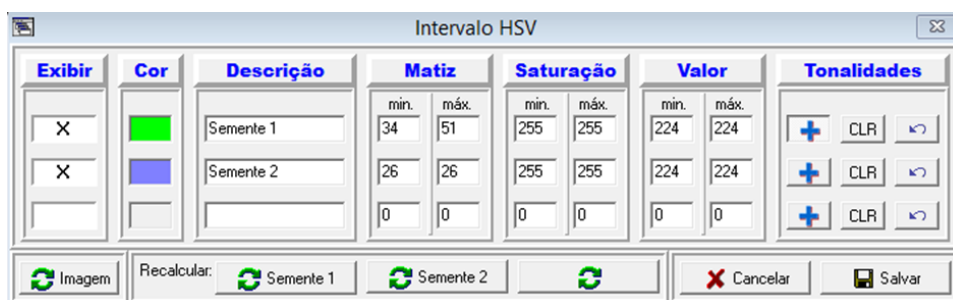 Intervalo HSV
Exibir Cor Descrição Matiz Saturação Valor Tonalidades
min. máx. min. máx. min. máx.
X Semente 1 34 51 255 255 224 224 CLR
X Semente 2 26 26 255 255 224 224 CLR
0 0 0 0 0 0 CLR
Imagem Recalcular: Semente 1 Semente 2 Cancelar Salvar